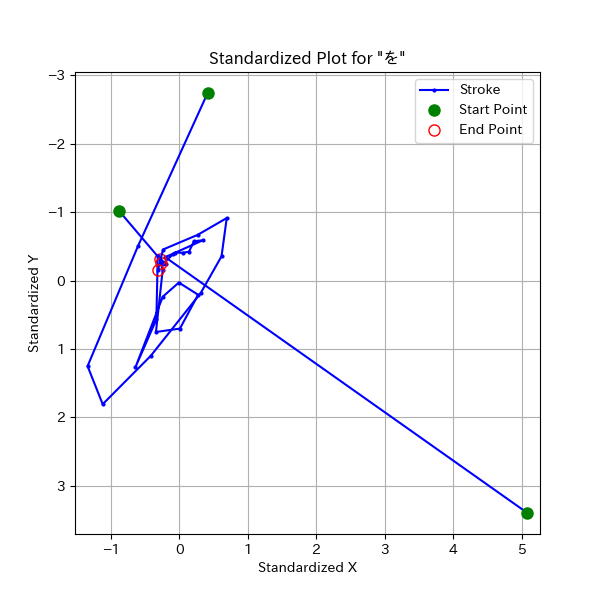 Standardized Plot for "を"
Stroke
Start Point
End Point
−3
−2
−1
0
1
2
3
Standardized Y
−1 0 1 2 3 4 5
Standardized X